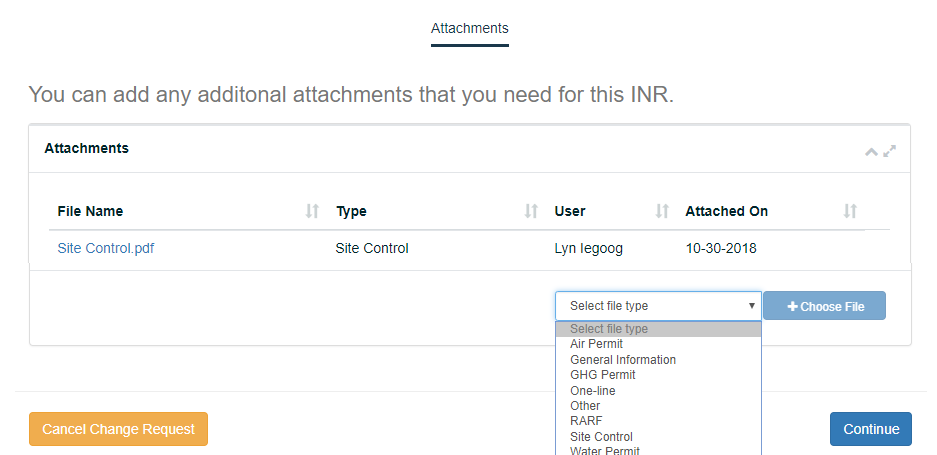 Attachments
You can add any additonal attachments that you need for this INR.
Attachments
File Name Type User Attached On
Site Control.pdf Site Control Lyn Iegoog 10-30-2018
Select file type Choose File
Select file type
Air Permit
General Information
GHG Permit
One-line
Other
RARF
Site Control
Water Permit
Cancel Change Request Continue